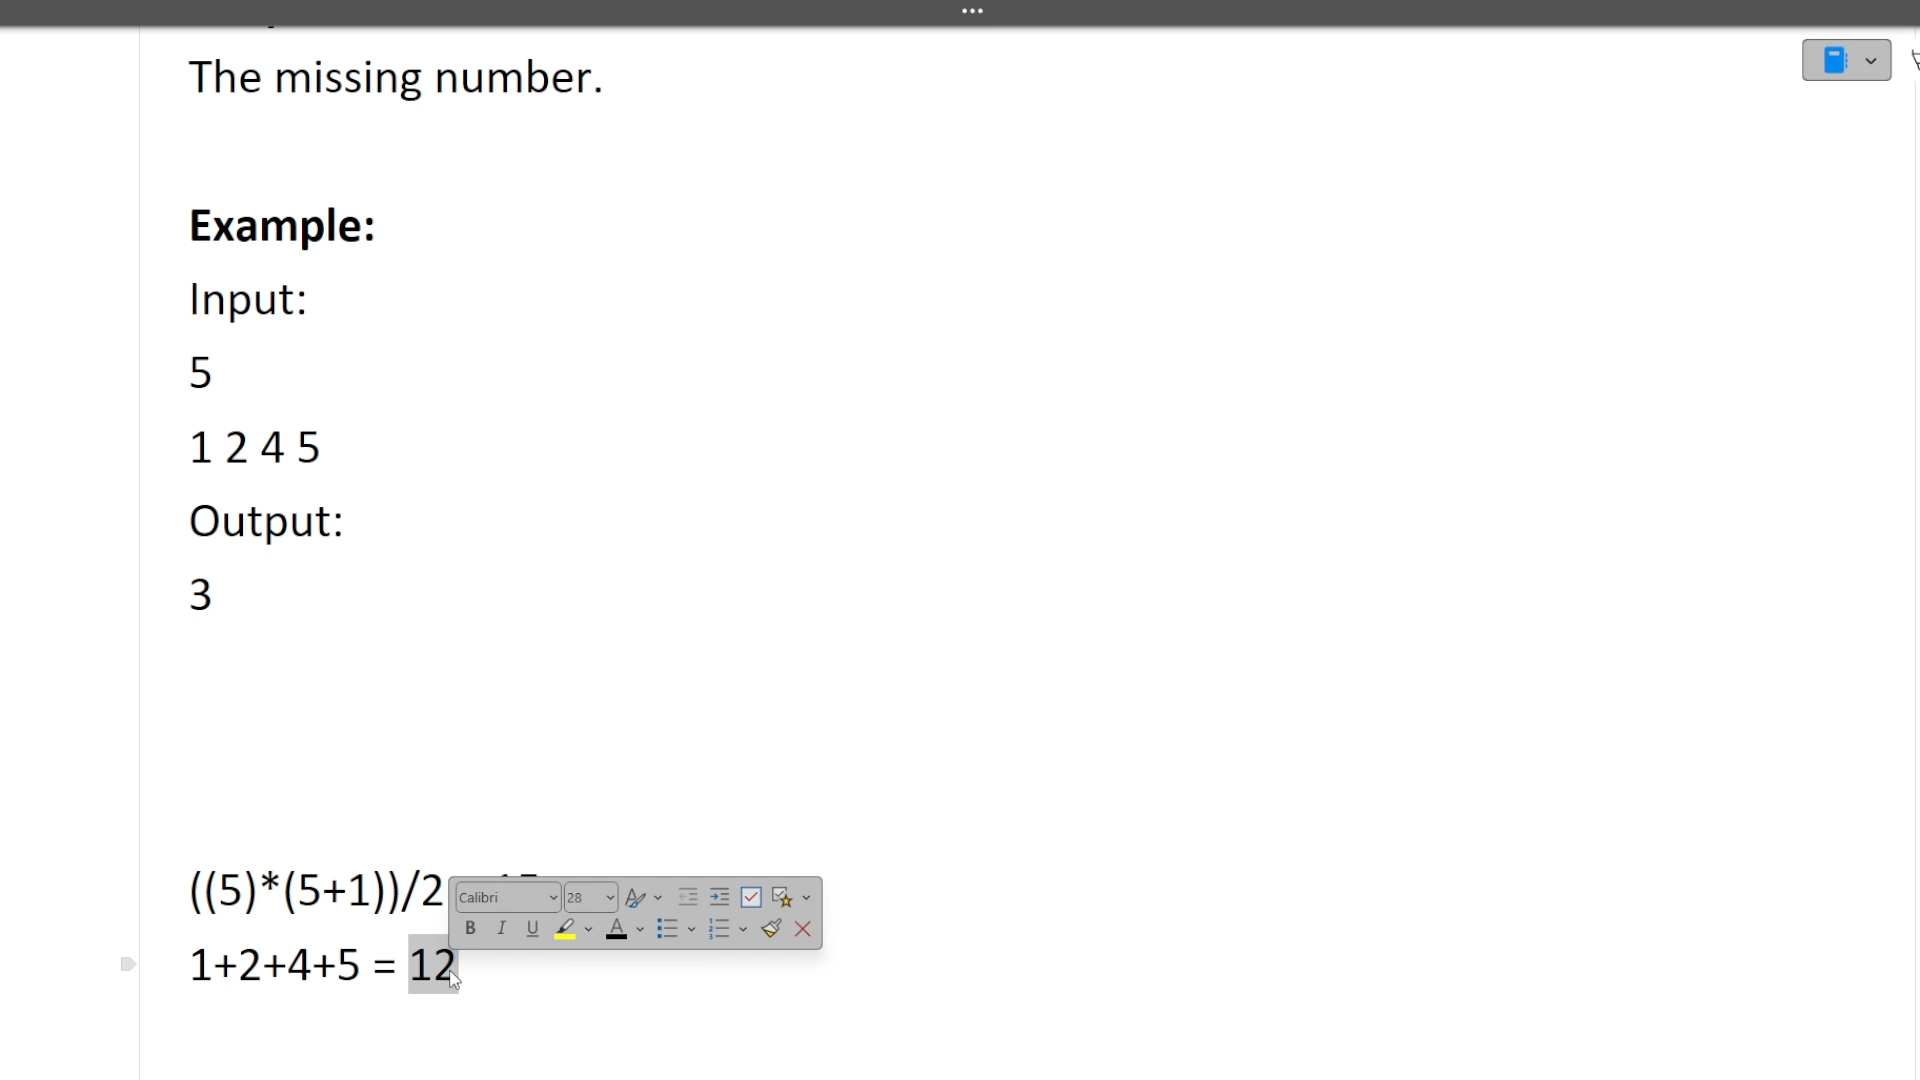 The missing number.
Example:
Input:
5
1 2 4 5
Output:
3
((5)*(5+1))/2
Calibri 28
B I U A
1+2+4+5 = 12